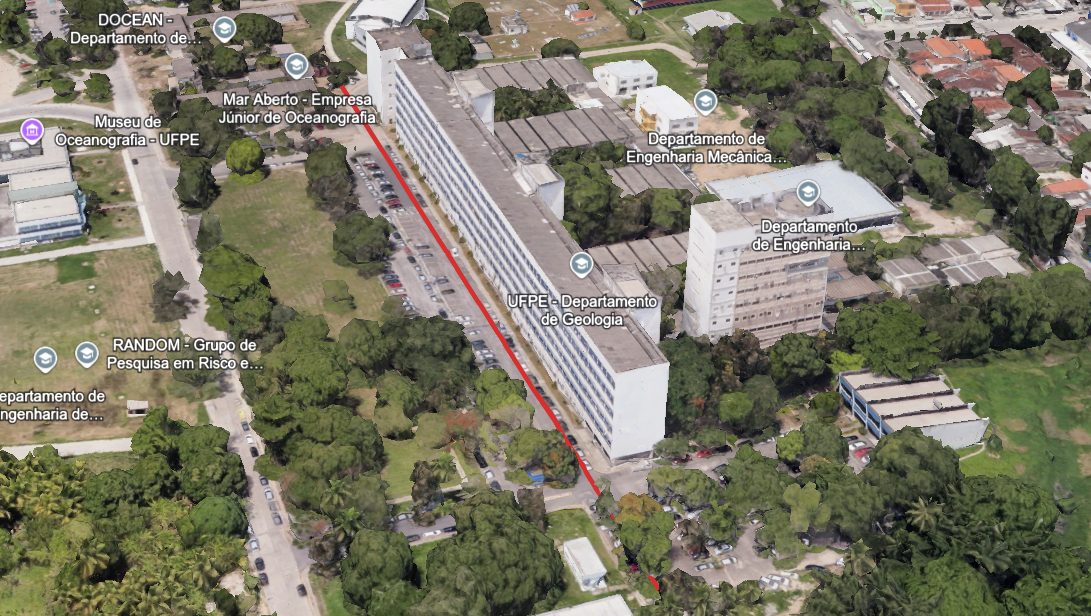 DOCEAN -
Departamento de...
Mar Aberto - Empresa
Júnior de Oceanografia
Museu de
Oceanografia - UFPE
Departamento de
Engenharia Mecânica...
Departamento
de Engenharia...
UFPE - Departamento
de Geologia
RANDOM - Grupo de
Pesquisa em Risco e...
epartamento de
ngenharia de...